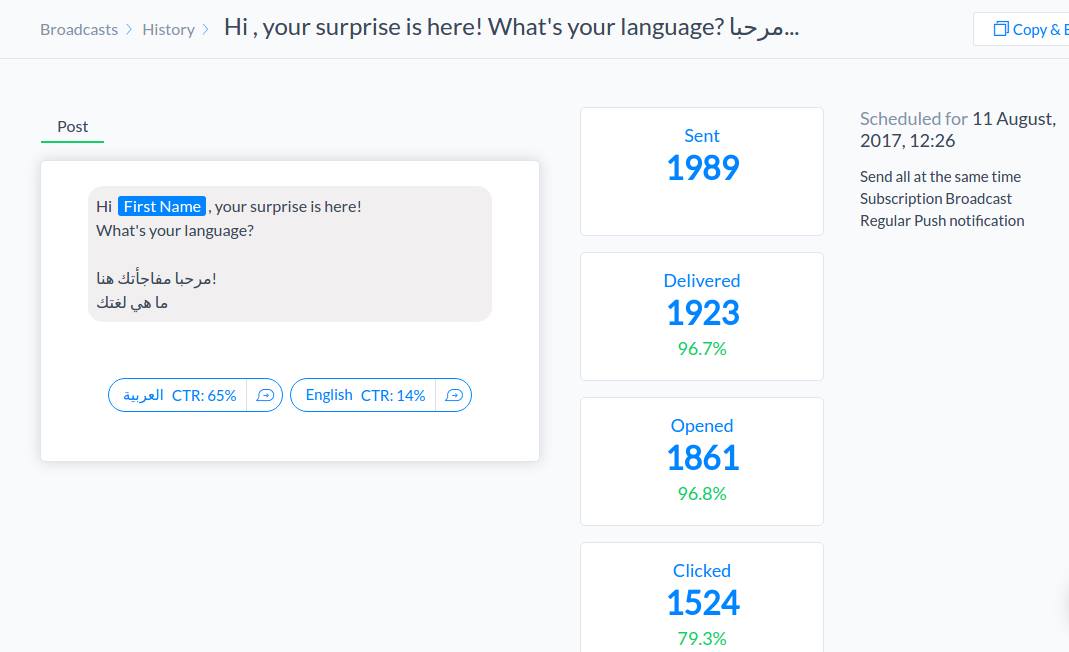 Broadcasts > History > Hi , your surprise is here! What's your language? مرحبا...
Copy &
Post
Hi First Name , your surprise is here!
What's your language?
مرحبا مفاجأتك هنا!
ما هي لغتك
العربية CTR: 65%
English CTR: 14%
Sent
1989
Delivered
1923
96.7%
Opened
1861
96.8%
Clicked
1524
79.3%
Scheduled for 11 August,
2017, 12:26
Send all at the same time
Subscription Broadcast
Regular Push notification